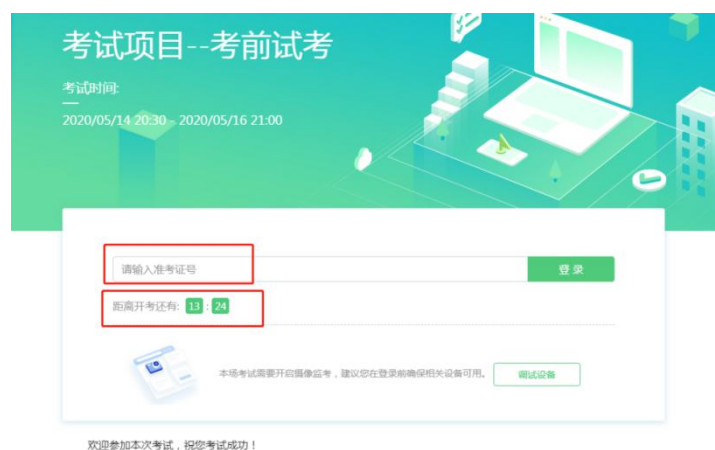 考试项目--考前试考
考试时间:
2020/05/14 20:30 - 2020/05/16 21:00
请输入准考证号
登录
距离开考还有: 13 : 24
本场考试需要开启摄像监考，建议您在登录前确保相关设备可用。
调试设备
欢迎参加本次考试，祝您考试成功！